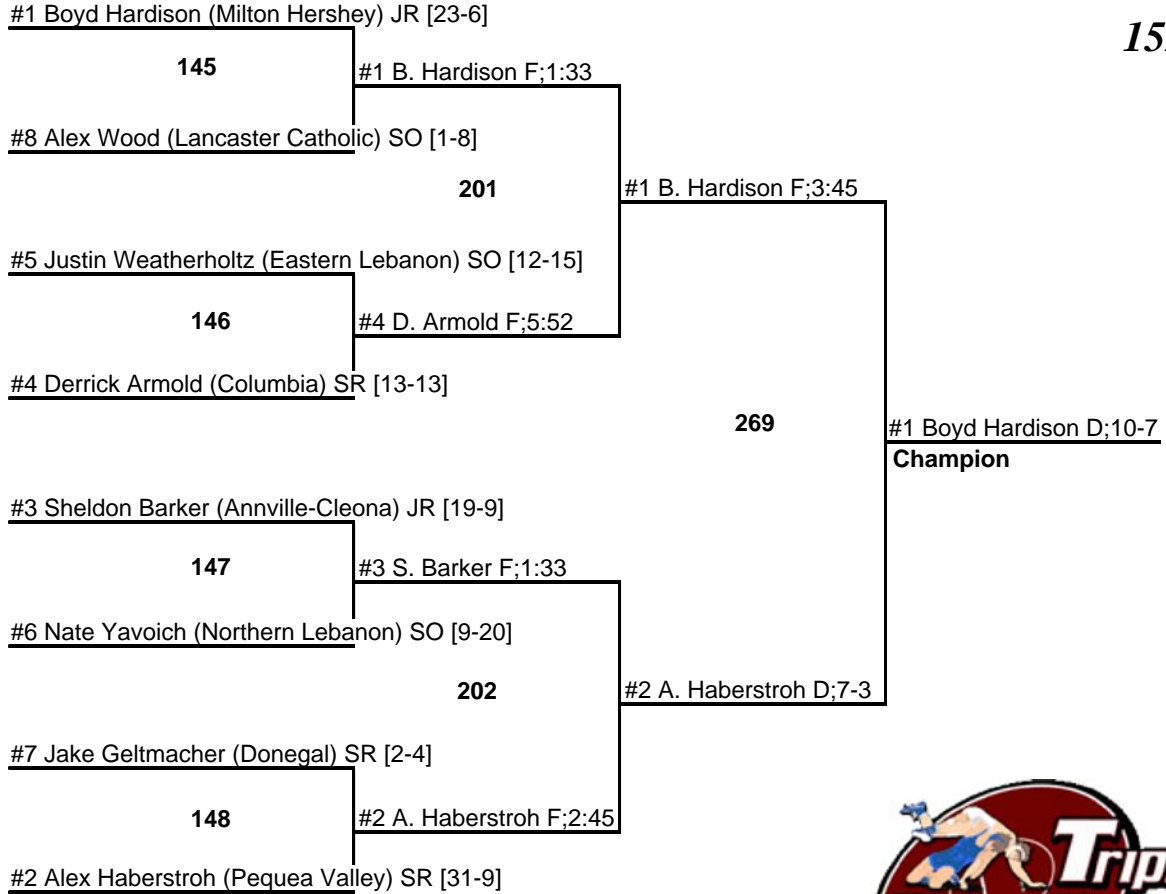 #1 Boyd Hardison (Milton Hershey) JR [23-6]
145
#1 B. Hardison F;1:33
#8 Alex Wood (Lancaster Catholic) SO [1-8]
201
#1 B. Hardison F;3:45
#5 Justin Weatherholtz (Eastern Lebanon) SO [12-15]
146
#4 D. Armold F;5:52
#4 Derrick Armold (Columbia) SR [13-13]
269
#1 Boyd Hardison D;10-7
Champion
#3 Sheldon Barker (Annville-Cleona) JR [19-9]
147
#3 S. Barker F;1:33
#6 Nate Yavoich (Northern Lebanon) SO [9-20]
202
#2 A. Haberstroh D;7-3
#7 Jake Geltmacher (Donegal) SR [2-4]
148
#2 A. Haberstroh F;2:45
#2 Alex Haberstroh (Pequea Valley) SR [31-9]